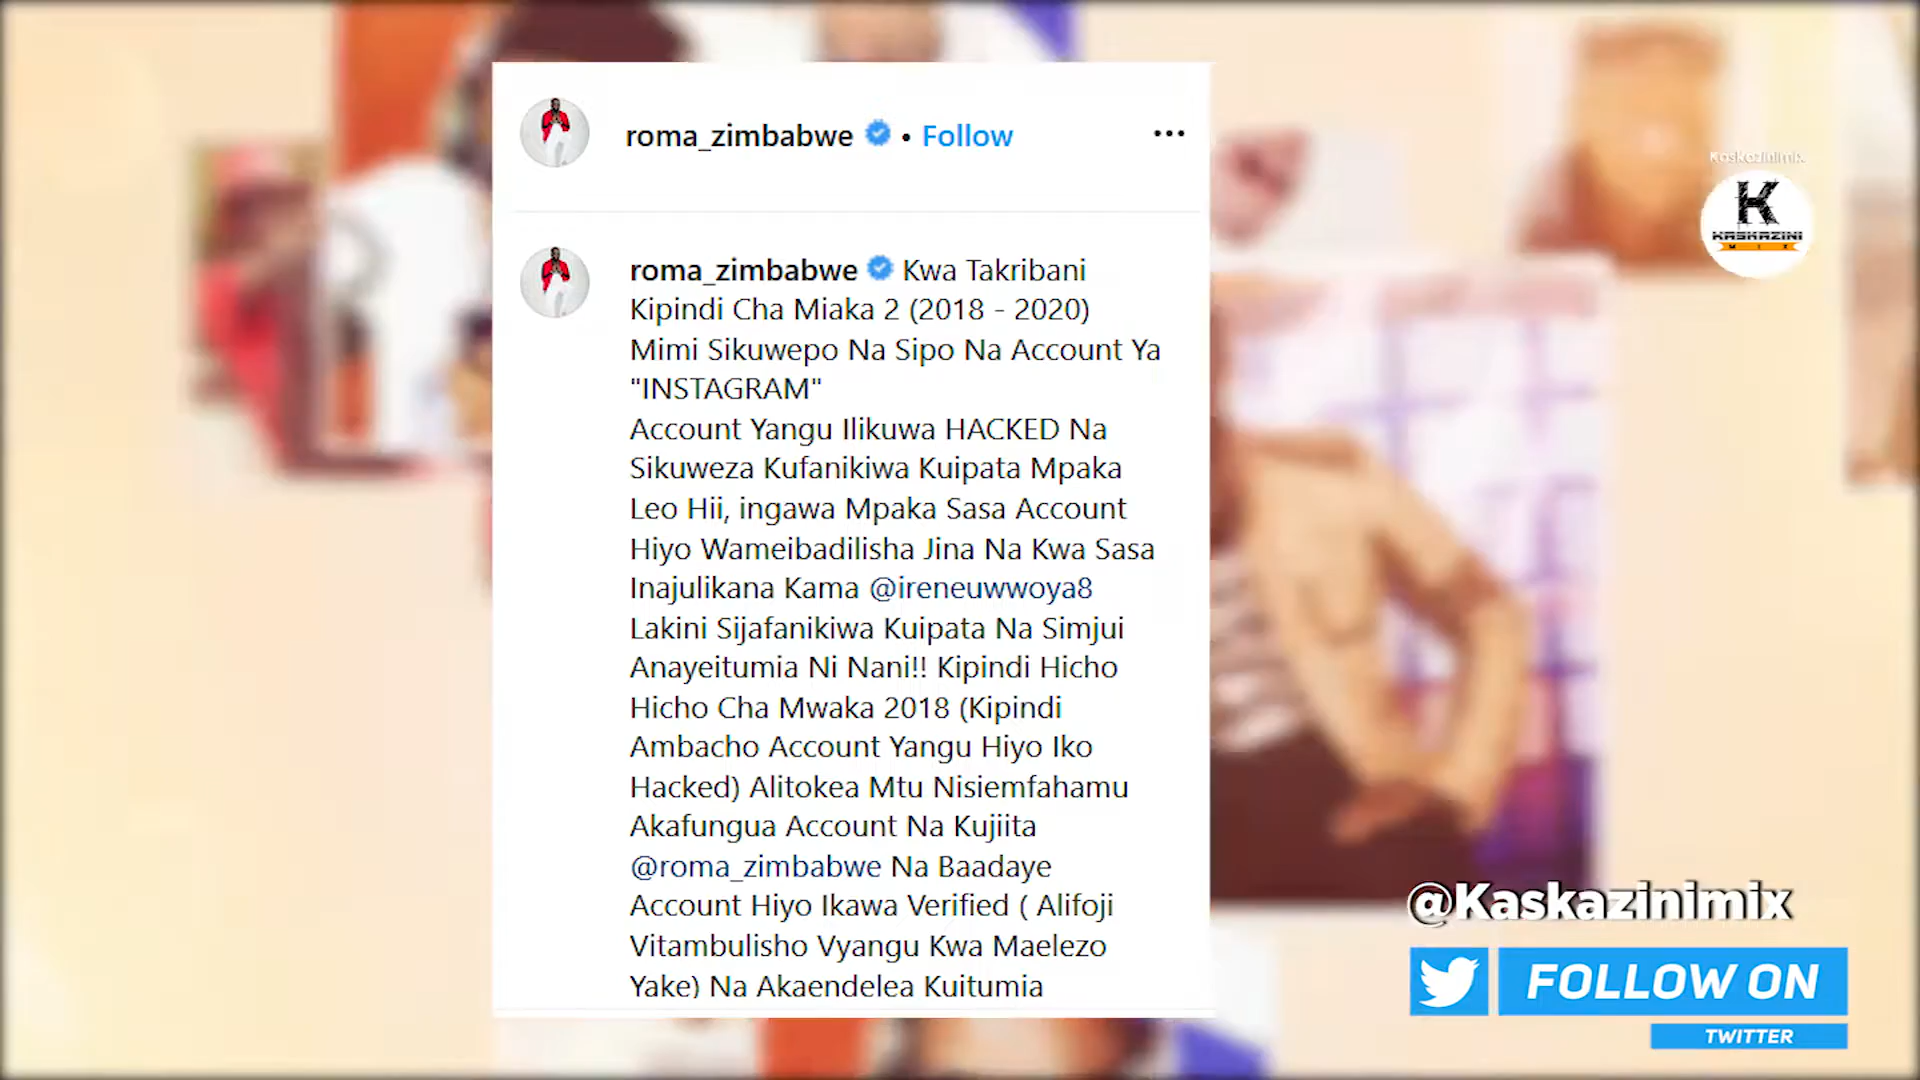 roma_zimbabwe • Follow
roma_zimbabwe Kwa Takribani
Kipindi Cha Miaka 2 (2018 - 2020)
Mimi Sikuwepo Na Sipo Na Account Ya
"INSTAGRAM"
Account Yangu Ilikuwa HACKED Na
Sikuweza Kufanikiwa Kuipata Mpaka
Leo Hii, ingawa Mpaka Sasa Account
Hiyo Wameibadilisha Jina Na Kwa Sasa
Inajulikana Kama @ireneuwwoya8
Lakini Sijafanikiwa Kuipata Na Simjui
Anayeitumia Ni Nani!! Kipindi Hicho
Hicho Cha Mwaka 2018 (Kipindi
Ambacho Account Yangu Hiyo Iko
Hacked) Alitokea Mtu Nisiemfahamu
Akafungua Account Na Kujiita
@roma_zimbabwe Na Baadaye
Account Hiyo Ikawa Verified ( Alifoji
Vitambulisho Vyangu Kwa Maelezo
Yake) Na Akaendelea Kuitumia
Kaskazinimix
K
KASKAZINI
MIX
@Kaskazinimix
FOLLOW ON
TWITTER